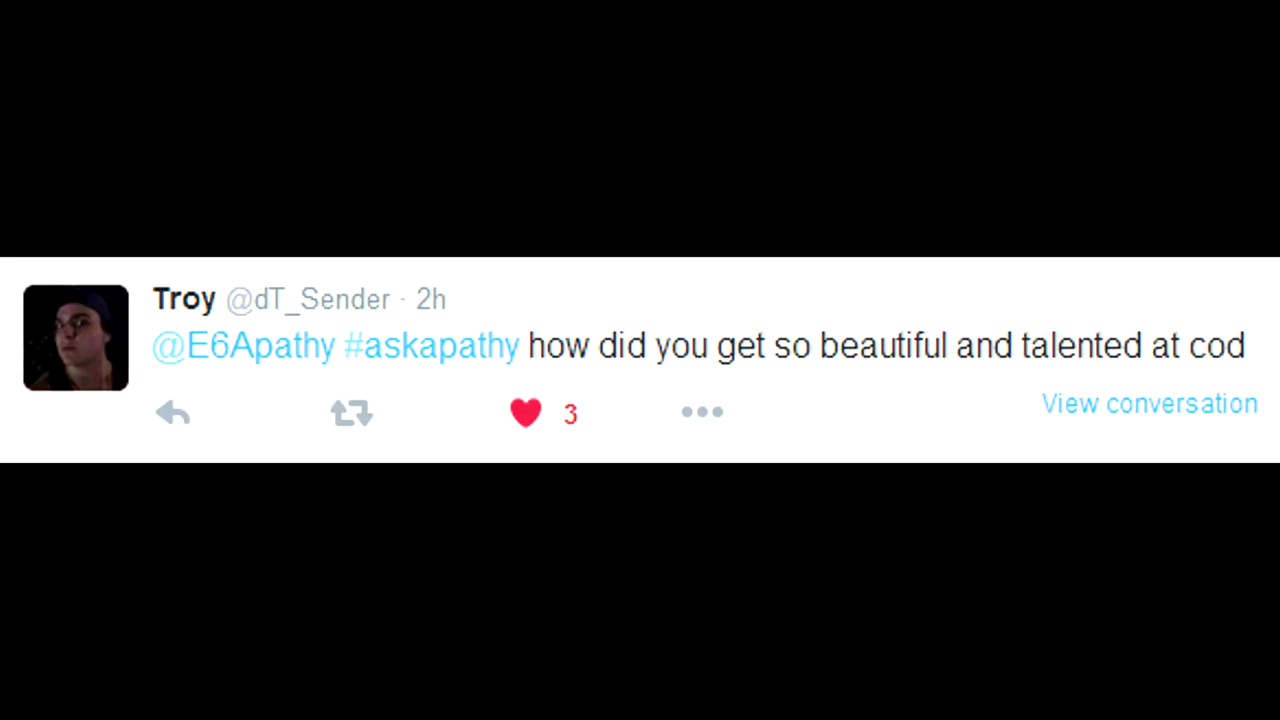 Troy @dT_Sender · 2h
@E6Apathy #askapathy how did you get so beautiful and talented at cod
3
View conversation